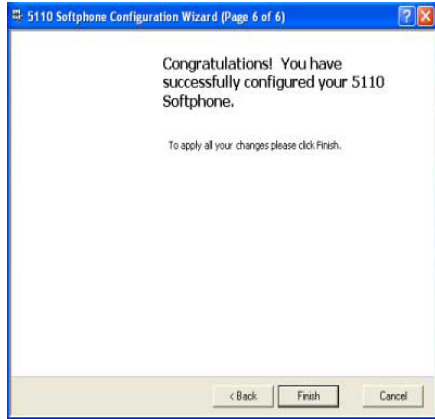 5110 Softphone Configuration Wizard (Page 6 of 6)
Congratulations! You have
successfully configured your 5110
Softphone.
To apply all your changes please click Finish.
< Back
Finish
Cancel